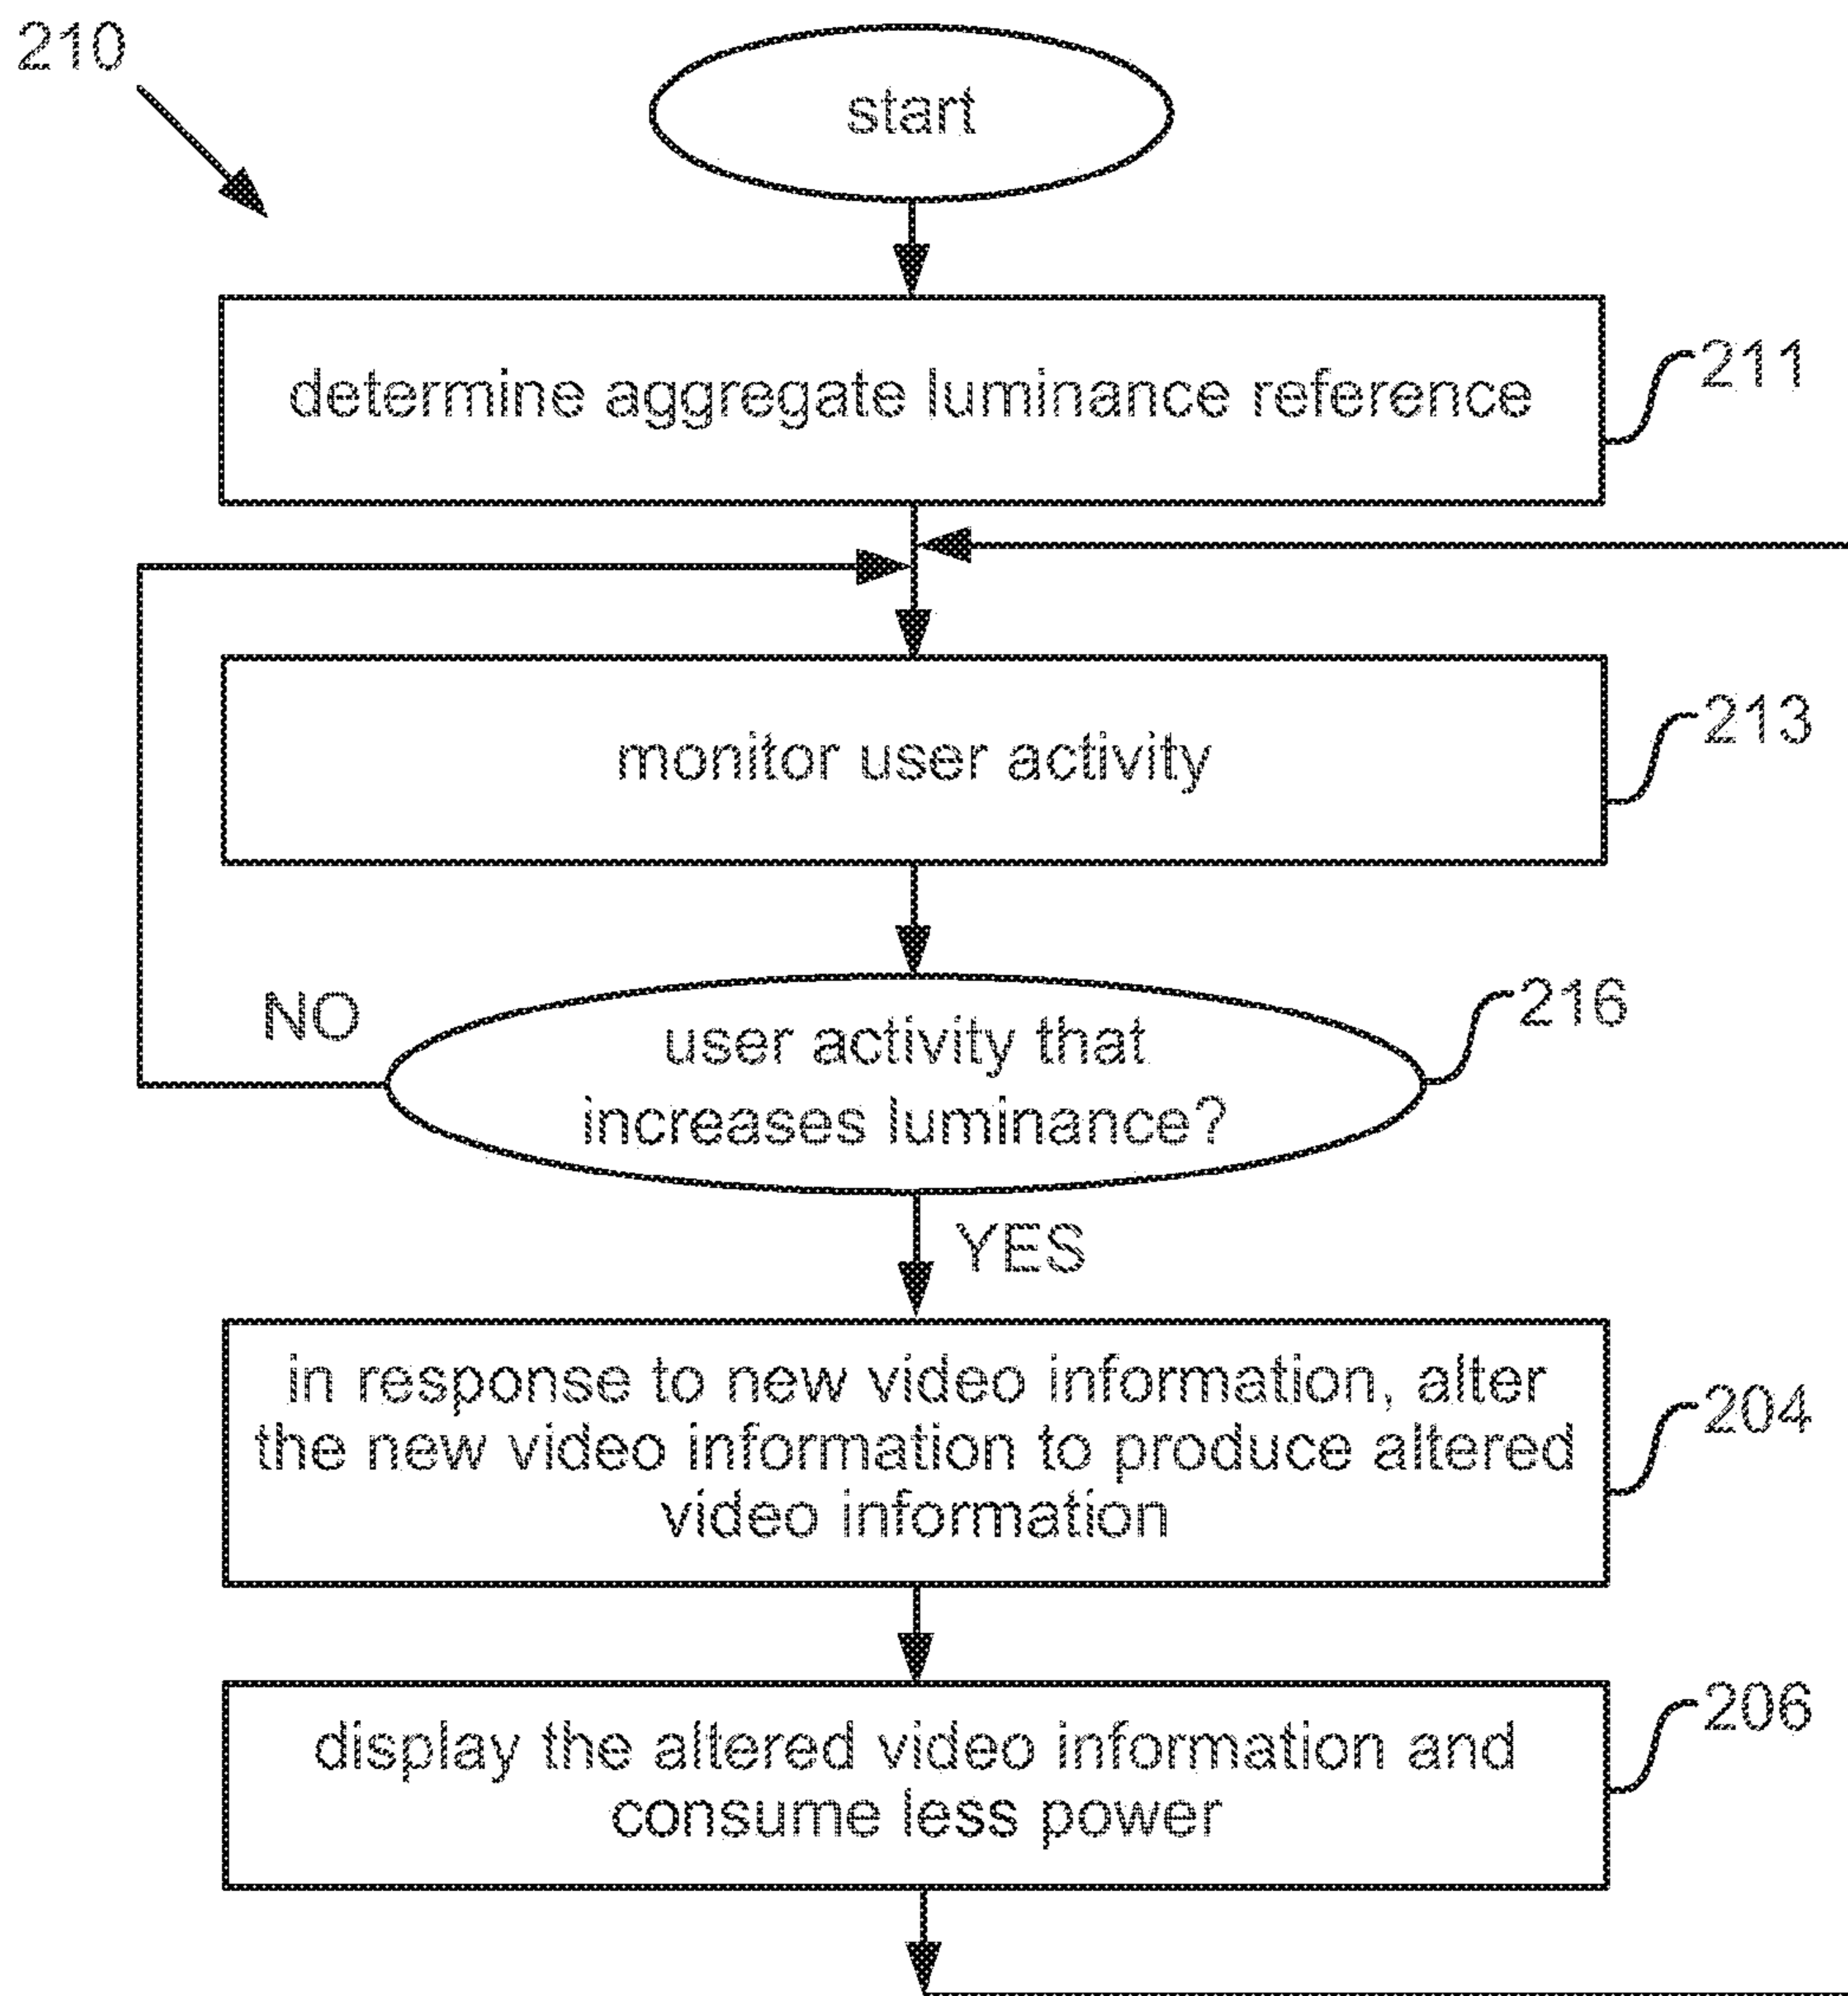 210
start
determine aggregate luminance reference
211
monitor user activity
213
NO
user activity that
increases luminance?
216
YES
in response to new video information, alter
the new video information to produce altered
video information
204
display the altered video information and
consume less power
206